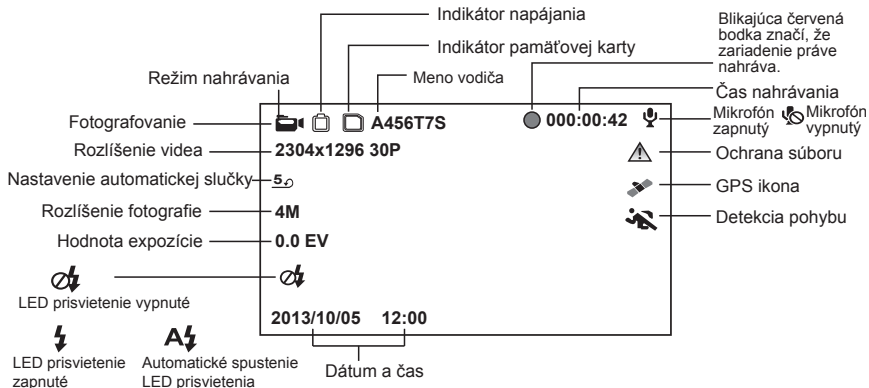 Indikátor napájania
Indikátor pamäťovej karty
Meno vodiča
Blikajúca červená
bodka značí, že
zariadenie práve
nahráva.
Čas nahrávania
Režim nahrávania
Fotografovanie
A456T7S
000:00:42
Mikrofón
zapnutý
Mikrofón
vypnutý
Rozlíšenie videa
2304x1296 30P
Ochrana súboru
Nastavenie automatickej slučky
5
GPS ikona
Rozlíšenie fotografie
4M
Detekcia pohybu
Hodnota expozície
0.0 EV
LED prisvietenie vypnuté
2013/10/05 12:00
A
LED prisvietenie
zapnuté
Automatické spustenie
LED prisvietenia
Dátum a čas